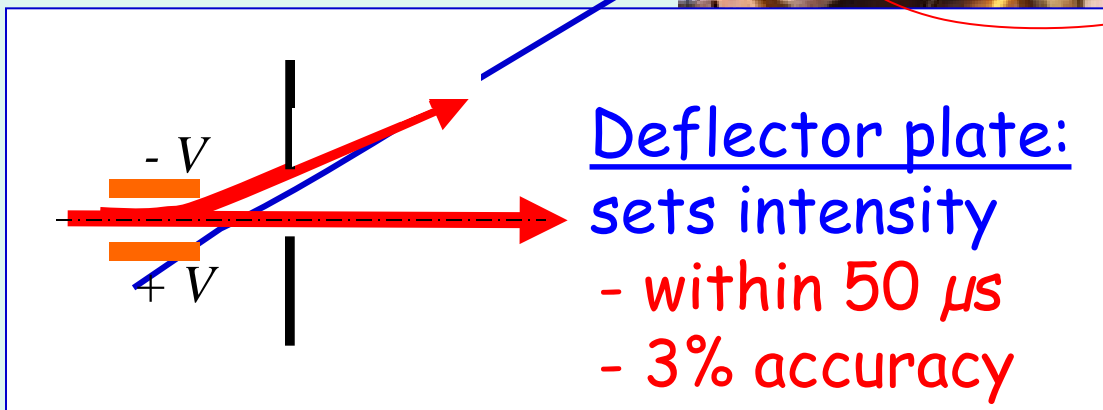 - V
+ V
Deflector plate:
sets intensity
- within 50 μs
- 3% accuracy